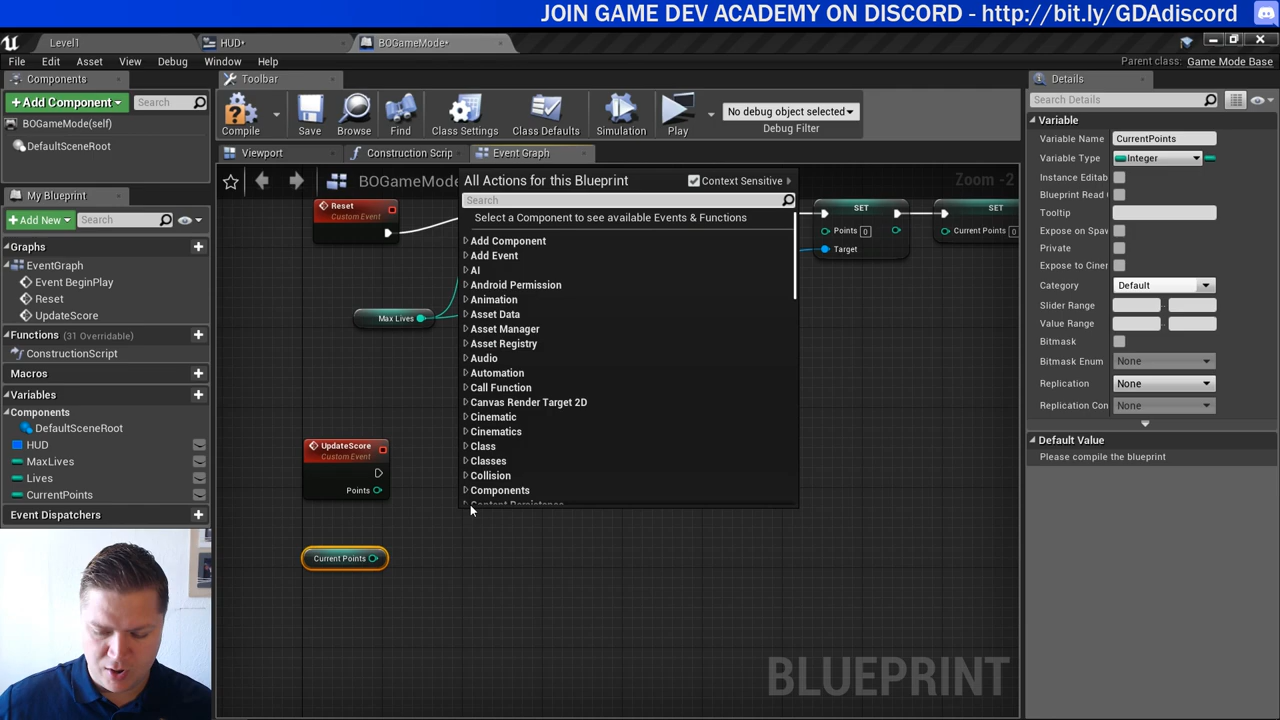 JOIN GAME DEV ACADEMY ON DISCORD - http://bit.ly/GDAdiscord
Level1
HUD*
BOGameMode*
File Edit Asset View Debug Window Help
Parent class: Game Mode Base
Components
Toolbar
Details
+ Add Component
Search
Compile
Save
Browse
Find
Class Settings
Class Defaults
Simulation
Play
No debug object selected
Debug Filter
Search Details
BOGameMode(self)
DefaultSceneRoot
Viewport
Construction Scrip
Event Graph
My Blueprint
+ Add New
Search
Graphs
EventGraph
Event BeginPlay
Reset
UpdateScore
Functions (31 Overridable)
ConstructionScript
Macros
Variables
Components
DefaultSceneRoot
HUD
MaxLives
Lives
CurrentPoints
Event Dispatchers
BOGameMode
Zoom -2
Reset
Custom Event
Max Lives
UpdateScore
Custom Event
Points
Current Points
All Actions for this Blueprint
Context Sensitive
Search
Select a Component to see available Events & Functions
Add Component
Add Event
AI
Android Permission
Animation
Asset Data
Asset Manager
Asset Registry
Audio
Automation
Call Function
Canvas Render Target 2D
Cinematic
Cinematics
Class
Classes
Collision
Components
Content Persistence
SET
Points 0
Target
SET
Current Points 0
BLUEPRINT
Variable
Variable Name CurrentPoints
Variable Type Integer
Instance Editab
Blueprint Read
Tooltip
Expose on Spaw
Private
Expose to Cinem
Category Default
Slider Range
Value Range
Bitmask
Bitmask Enum None
Replication None
Replication Con None
Default Value
Please compile the blueprint